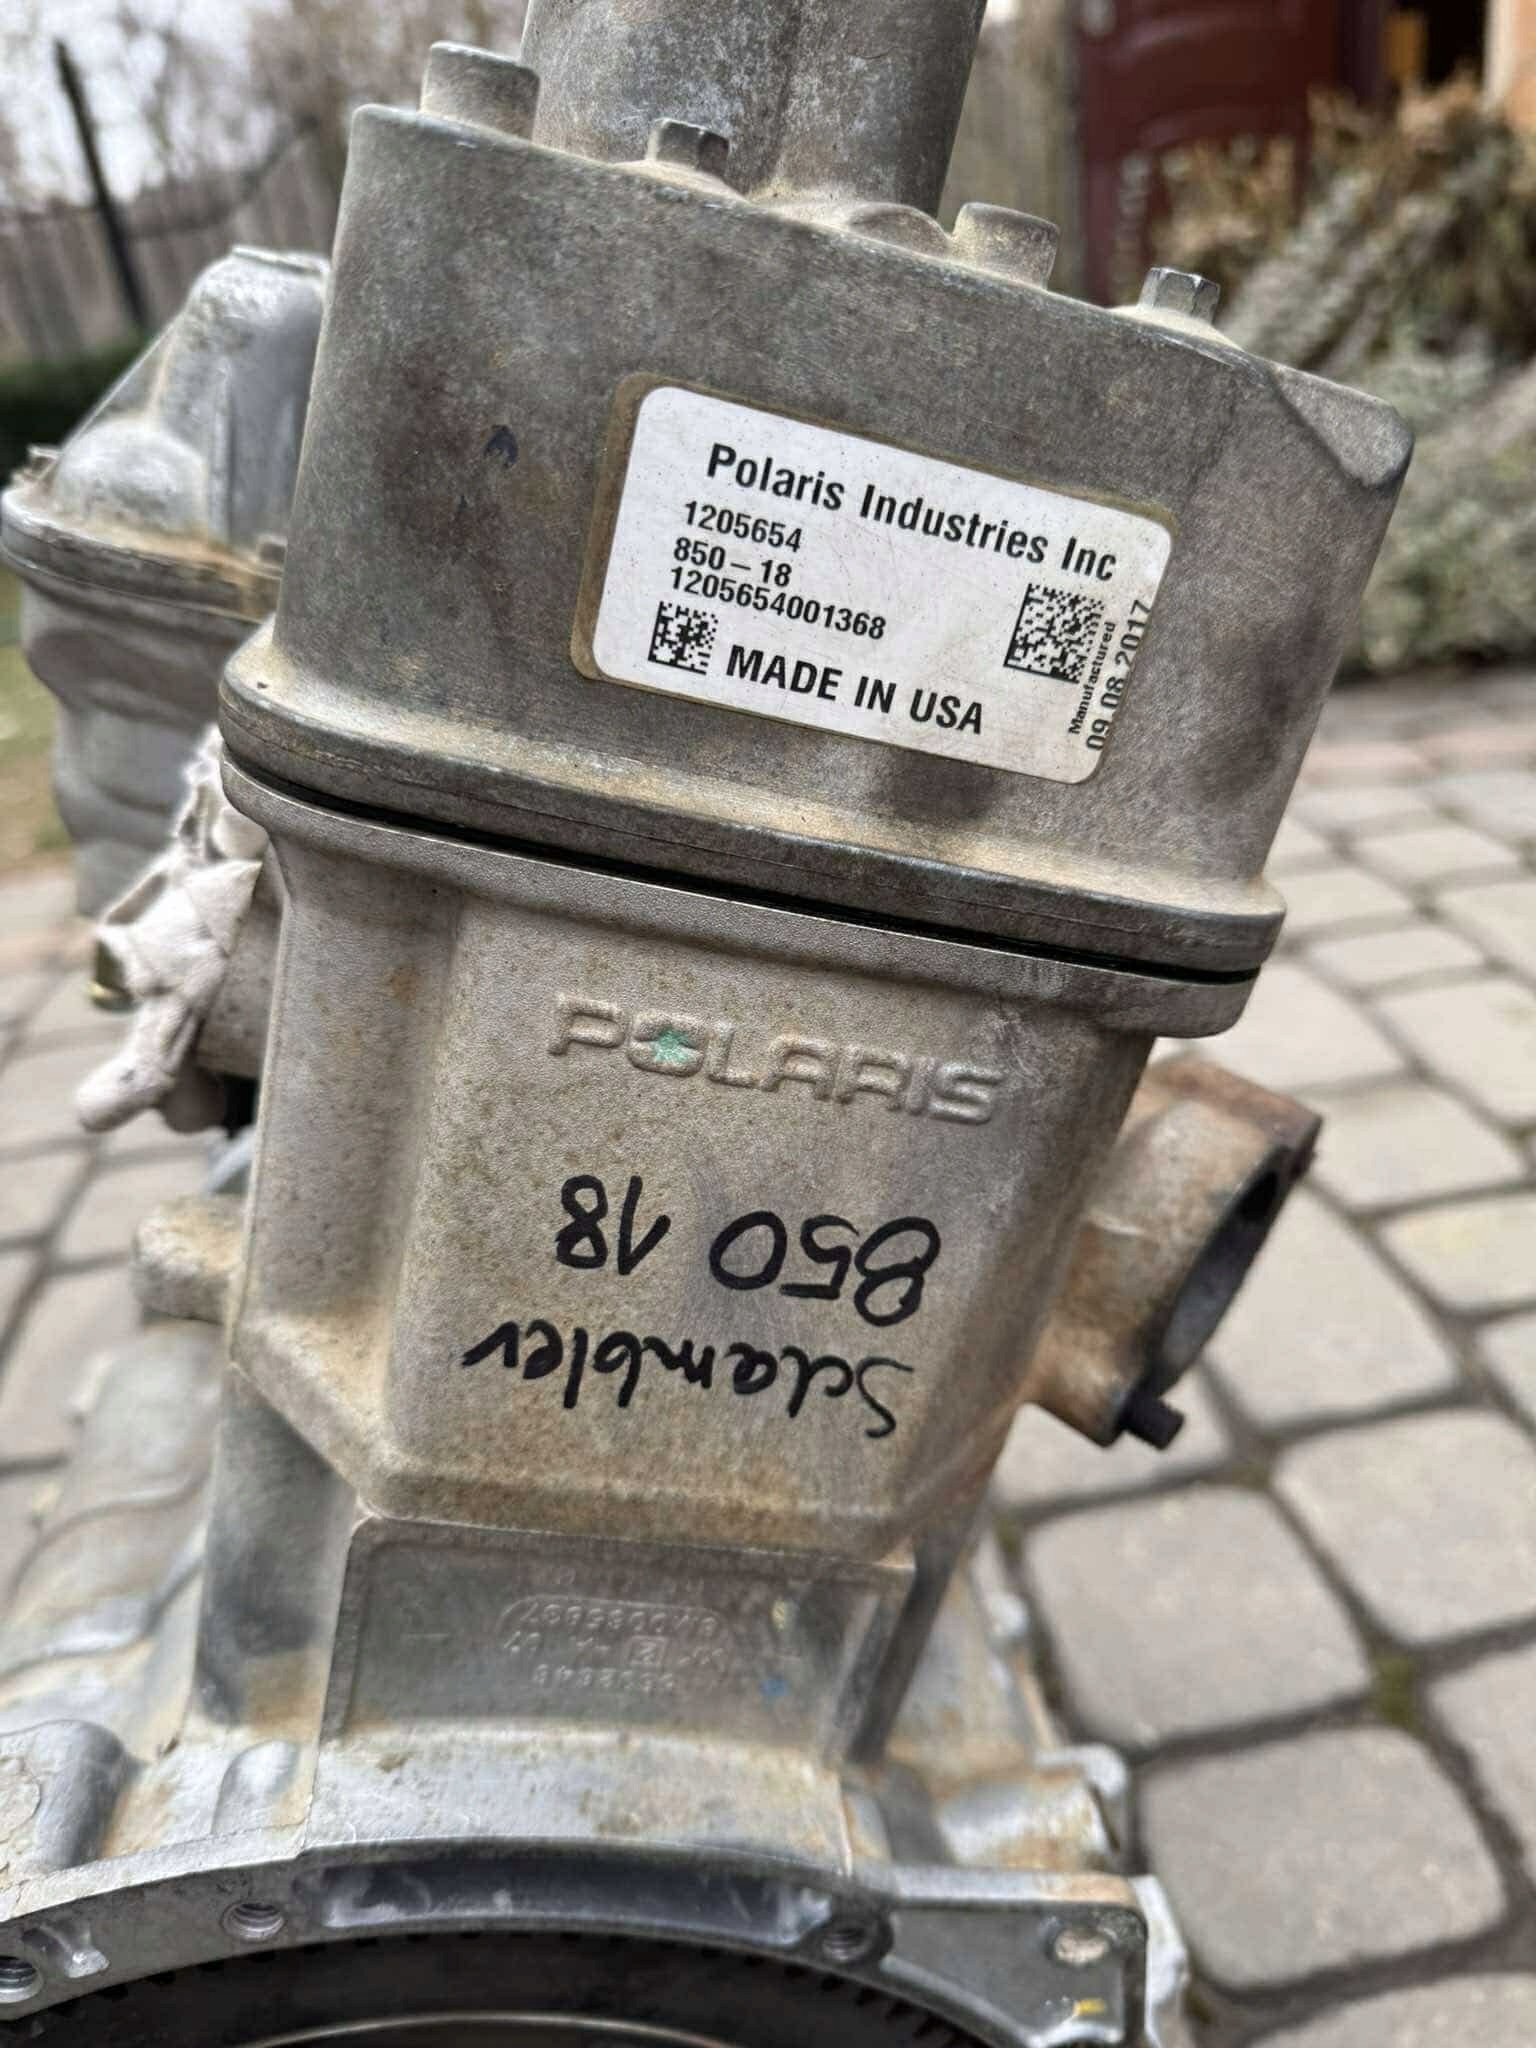 Polaris Industries Inc
1205654
850–18
1205654001368
MADE IN USA
Manufactured
09.08.2017
POLARIS
Scrambler
850 18